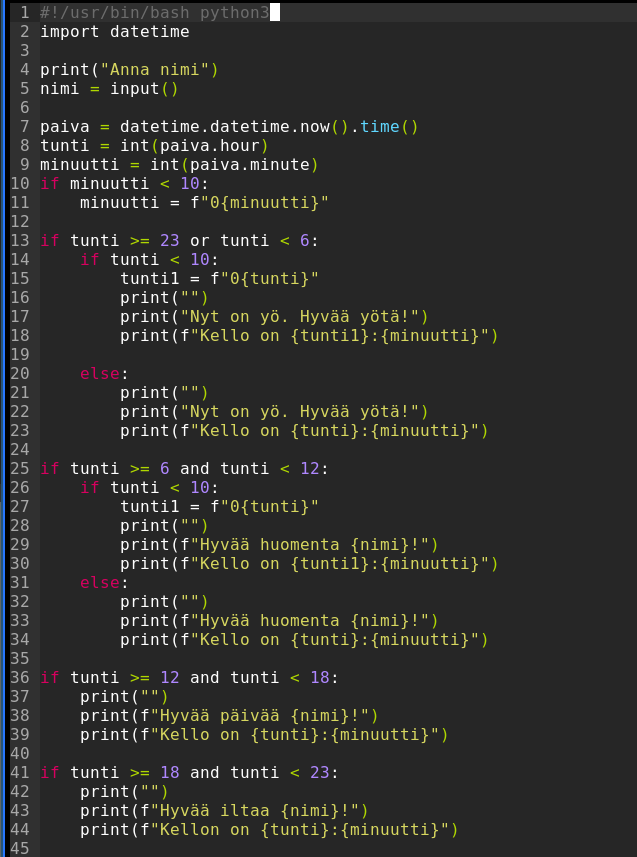 1 #!/usr/bin/bash python3
2 import datetime
3
4 print("Anna nimi")
5 nimi = input()
6
7 paiva = datetime.datetime.now().time()
8 tunti = int(paiva.hour)
9 minuutti = int(paiva.minute)
10 if minuutti < 10:
11     minuutti = f"0{minuutti}"
12
13 if tunti >= 23 or tunti < 6:
14     if tunti < 10:
15         tunti1 = f"0{tunti}"
16         print("")
17         print("Nyt on yö. Hyvää yötä!")
18         print(f"Kello on {tunti1}:{minuutti}")
19
20     else:
21         print("")
22         print("Nyt on yö. Hyvää yötä!")
23         print(f"Kello on {tunti}:{minuutti}")
24
25 if tunti >= 6 and tunti < 12:
26     if tunti < 10:
27         tunti1 = f"0{tunti}"
28         print("")
29         print(f"Hyvää huomenta {nimi}!")
30         print(f"Kello on {tunti1}:{minuutti}")
31     else:
32         print("")
33         print(f"Hyvää huomenta {nimi}!")
34         print(f"Kello on {tunti}:{minuutti}")
35
36 if tunti >= 12 and tunti < 18:
37     print("")
38     print(f"Hyvää päivää {nimi}!")
39     print(f"Kello on {tunti}:{minuutti}")
40
41 if tunti >= 18 and tunti < 23:
42     print("")
43     print(f"Hyvää iltaa {nimi}!")
44     print(f"Kellon on {tunti}:{minuutti}")
45